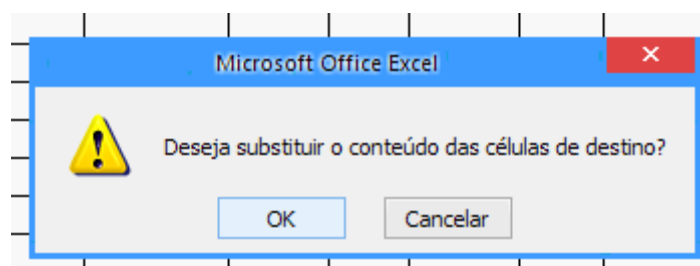 Microsoft Office Excel
Deseja substituir o conteúdo das células de destino?
OK
Cancelar